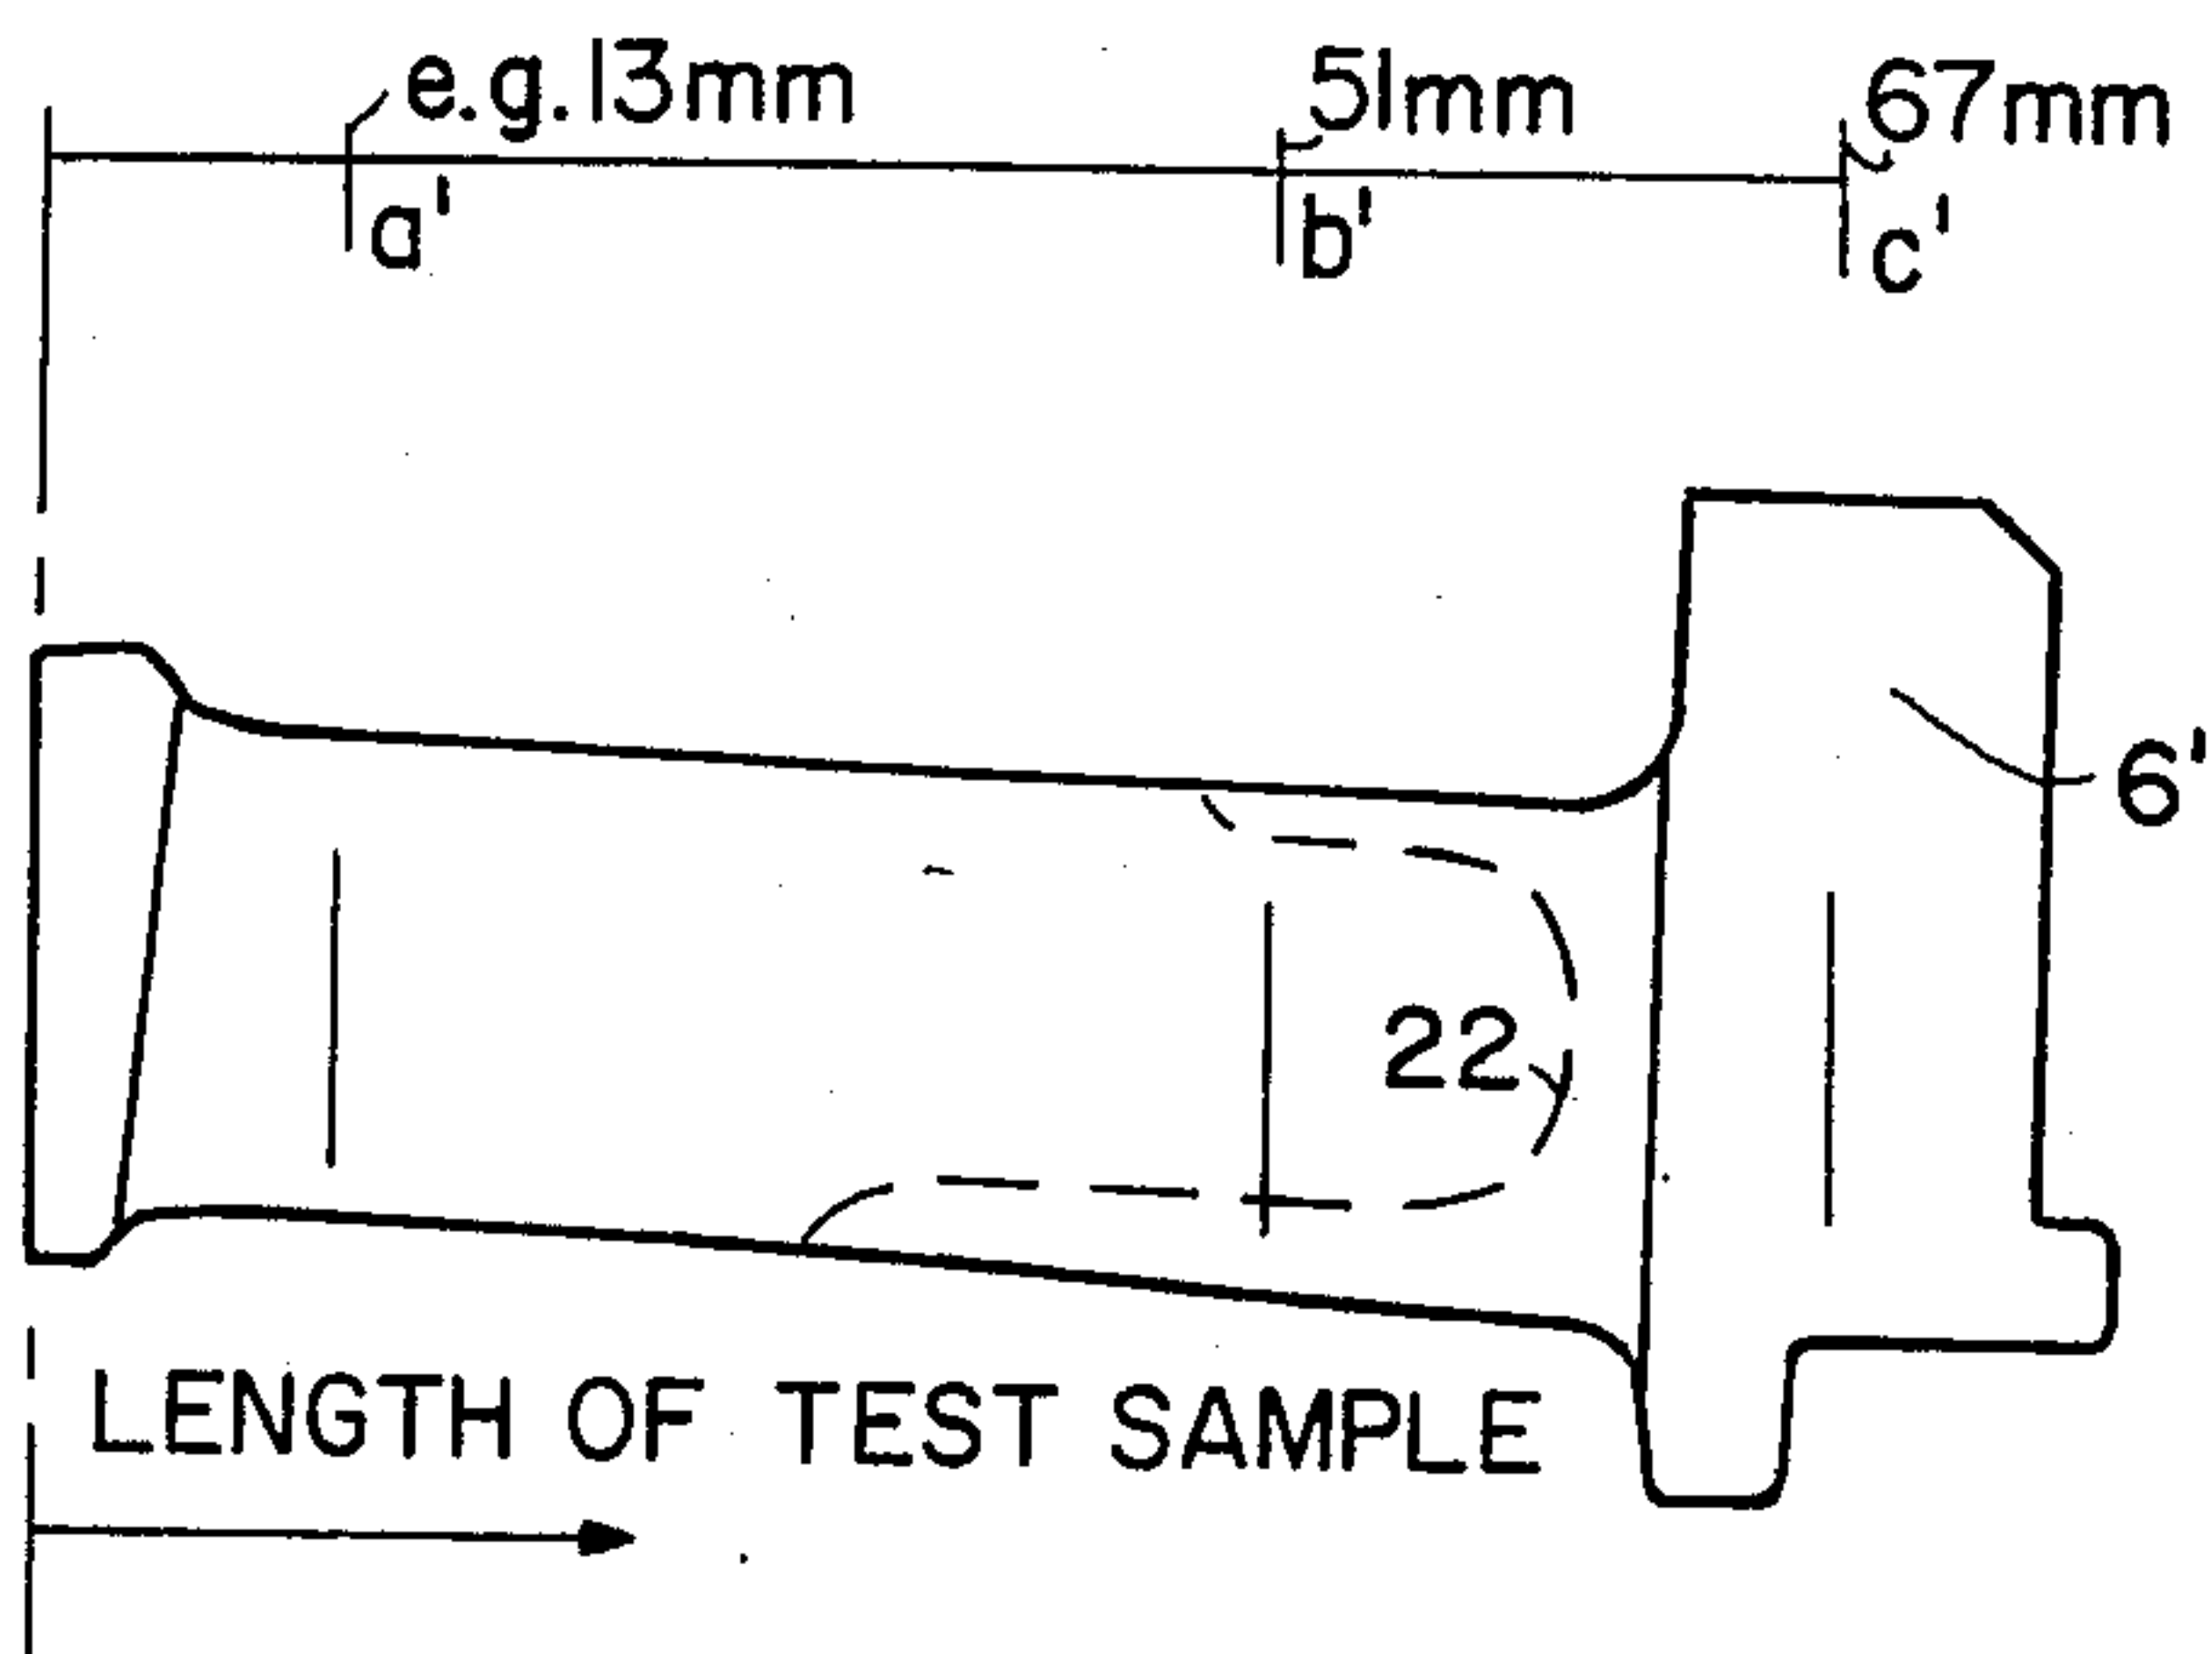 e.g.13mm 51mm 67mm
a' b' c'
6'
22
LENGTH OF TEST SAMPLE